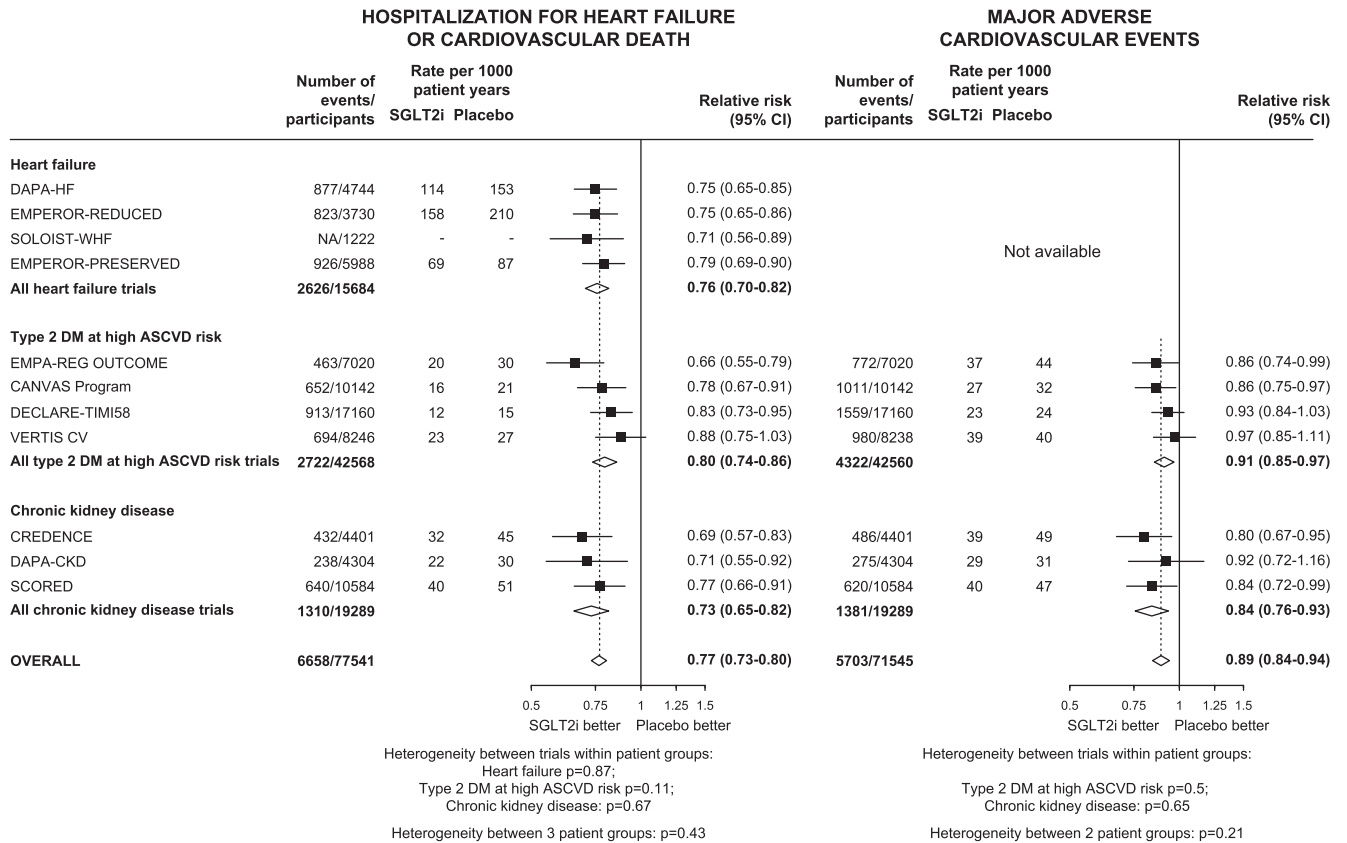 HOSPITALIZATION FOR HEART FAILURE
OR CARDIOVASCULAR DEATH
MAJOR ADVERSE
CARDIOVASCULAR EVENTS
Number of
events/
participants
Rate per 1000
patient years
SGLT2i Placebo
Relative risk
(95% CI)
Number of
events/
participants
Rate per 1000
patient years
SGLT2i Placebo
Relative risk
(95% CI)
Heart failure
DAPA-HF 877/4744 114 153 0.75 (0.65-0.85)
EMPEROR-REDUCED 823/3730 158 210 0.75 (0.65-0.86)
SOLOIST-WHF NA/1222 - - 0.71 (0.56-0.89)
Not available
EMPEROR-PRESERVED 926/5988 69 87 0.79 (0.69-0.90)
All heart failure trials 2626/15684 0.76 (0.70-0.82)
Type 2 DM at high ASCVD risk
EMPA-REG OUTCOME 463/7020 20 30 0.66 (0.55-0.79) 772/7020 37 44 0.86 (0.74-0.99)
CANVAS Program 652/10142 16 21 0.78 (0.67-0.91) 1011/10142 27 32 0.86 (0.75-0.97)
DECLARE-TIMI58 913/17160 12 15 0.83 (0.73-0.95) 1559/17160 23 24 0.93 (0.84-1.03)
VERTIS CV 694/8246 23 27 0.88 (0.75-1.03) 980/8238 39 40 0.97 (0.85-1.11)
All type 2 DM at high ASCVD risk trials 2722/42568 0.80 (0.74-0.86) 4322/42560 0.91 (0.85-0.97)
Chronic kidney disease
CREDENCE 432/4401 32 45 0.69 (0.57-0.83) 486/4401 39 49 0.80 (0.67-0.95)
DAPA-CKD 238/4304 22 30 0.71 (0.55-0.92) 275/4304 29 31 0.92 (0.72-1.16)
SCORED 640/10584 40 51 0.77 (0.66-0.91) 620/10584 40 47 0.84 (0.72-0.99)
All chronic kidney disease trials 1310/19289 0.73 (0.65-0.82) 1381/19289 0.84 (0.76-0.93)
OVERALL 6658/77541 0.77 (0.73-0.80) 5703/71545 0.89 (0.84-0.94)
0.5 0.75 1 1.25 1.5 0.5 0.75 1 1.25 1.5
SGLT2i better Placebo better SGLT2i better Placebo better
Heterogeneity between trials within patient groups:
Heart failure p=0.87;
Type 2 DM at high ASCVD risk p=0.11;
Chronic kidney disease: p=0.67
Heterogeneity between 3 patient groups: p=0.43
Heterogeneity between trials within patient groups:
Type 2 DM at high ASCVD risk p=0.5;
Chronic kidney disease: p=0.65
Heterogeneity between 2 patient groups: p=0.21